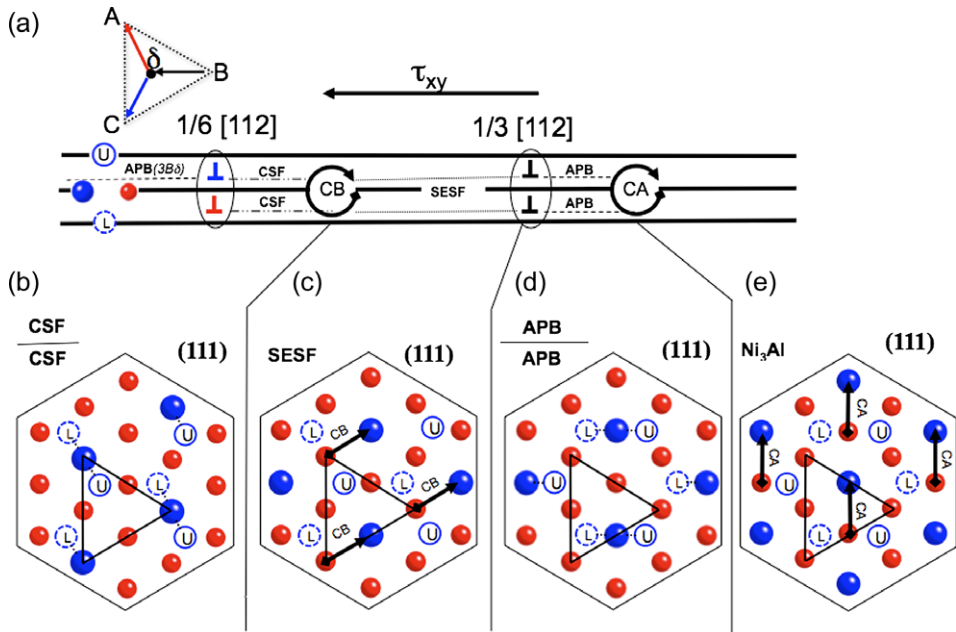 (a)
A
δ
B
C
τxy
1/6 [112]
1/3 [112]
U
APB(3Bδ)
CSF
CB
SESF
APB
CA
CSF
APB
L
(b)
(c)
(d)
(e)
CSF
CSF
(111)
SESF
(111)
APB
APB
(111)
Ni3Al
(111)
L
U
L
U
L
U
L
CB
U
L
CB
U
L
CB
U
L
U
U
L
L
U
L
U
CA
CA
U
L
CA
L
U
CA